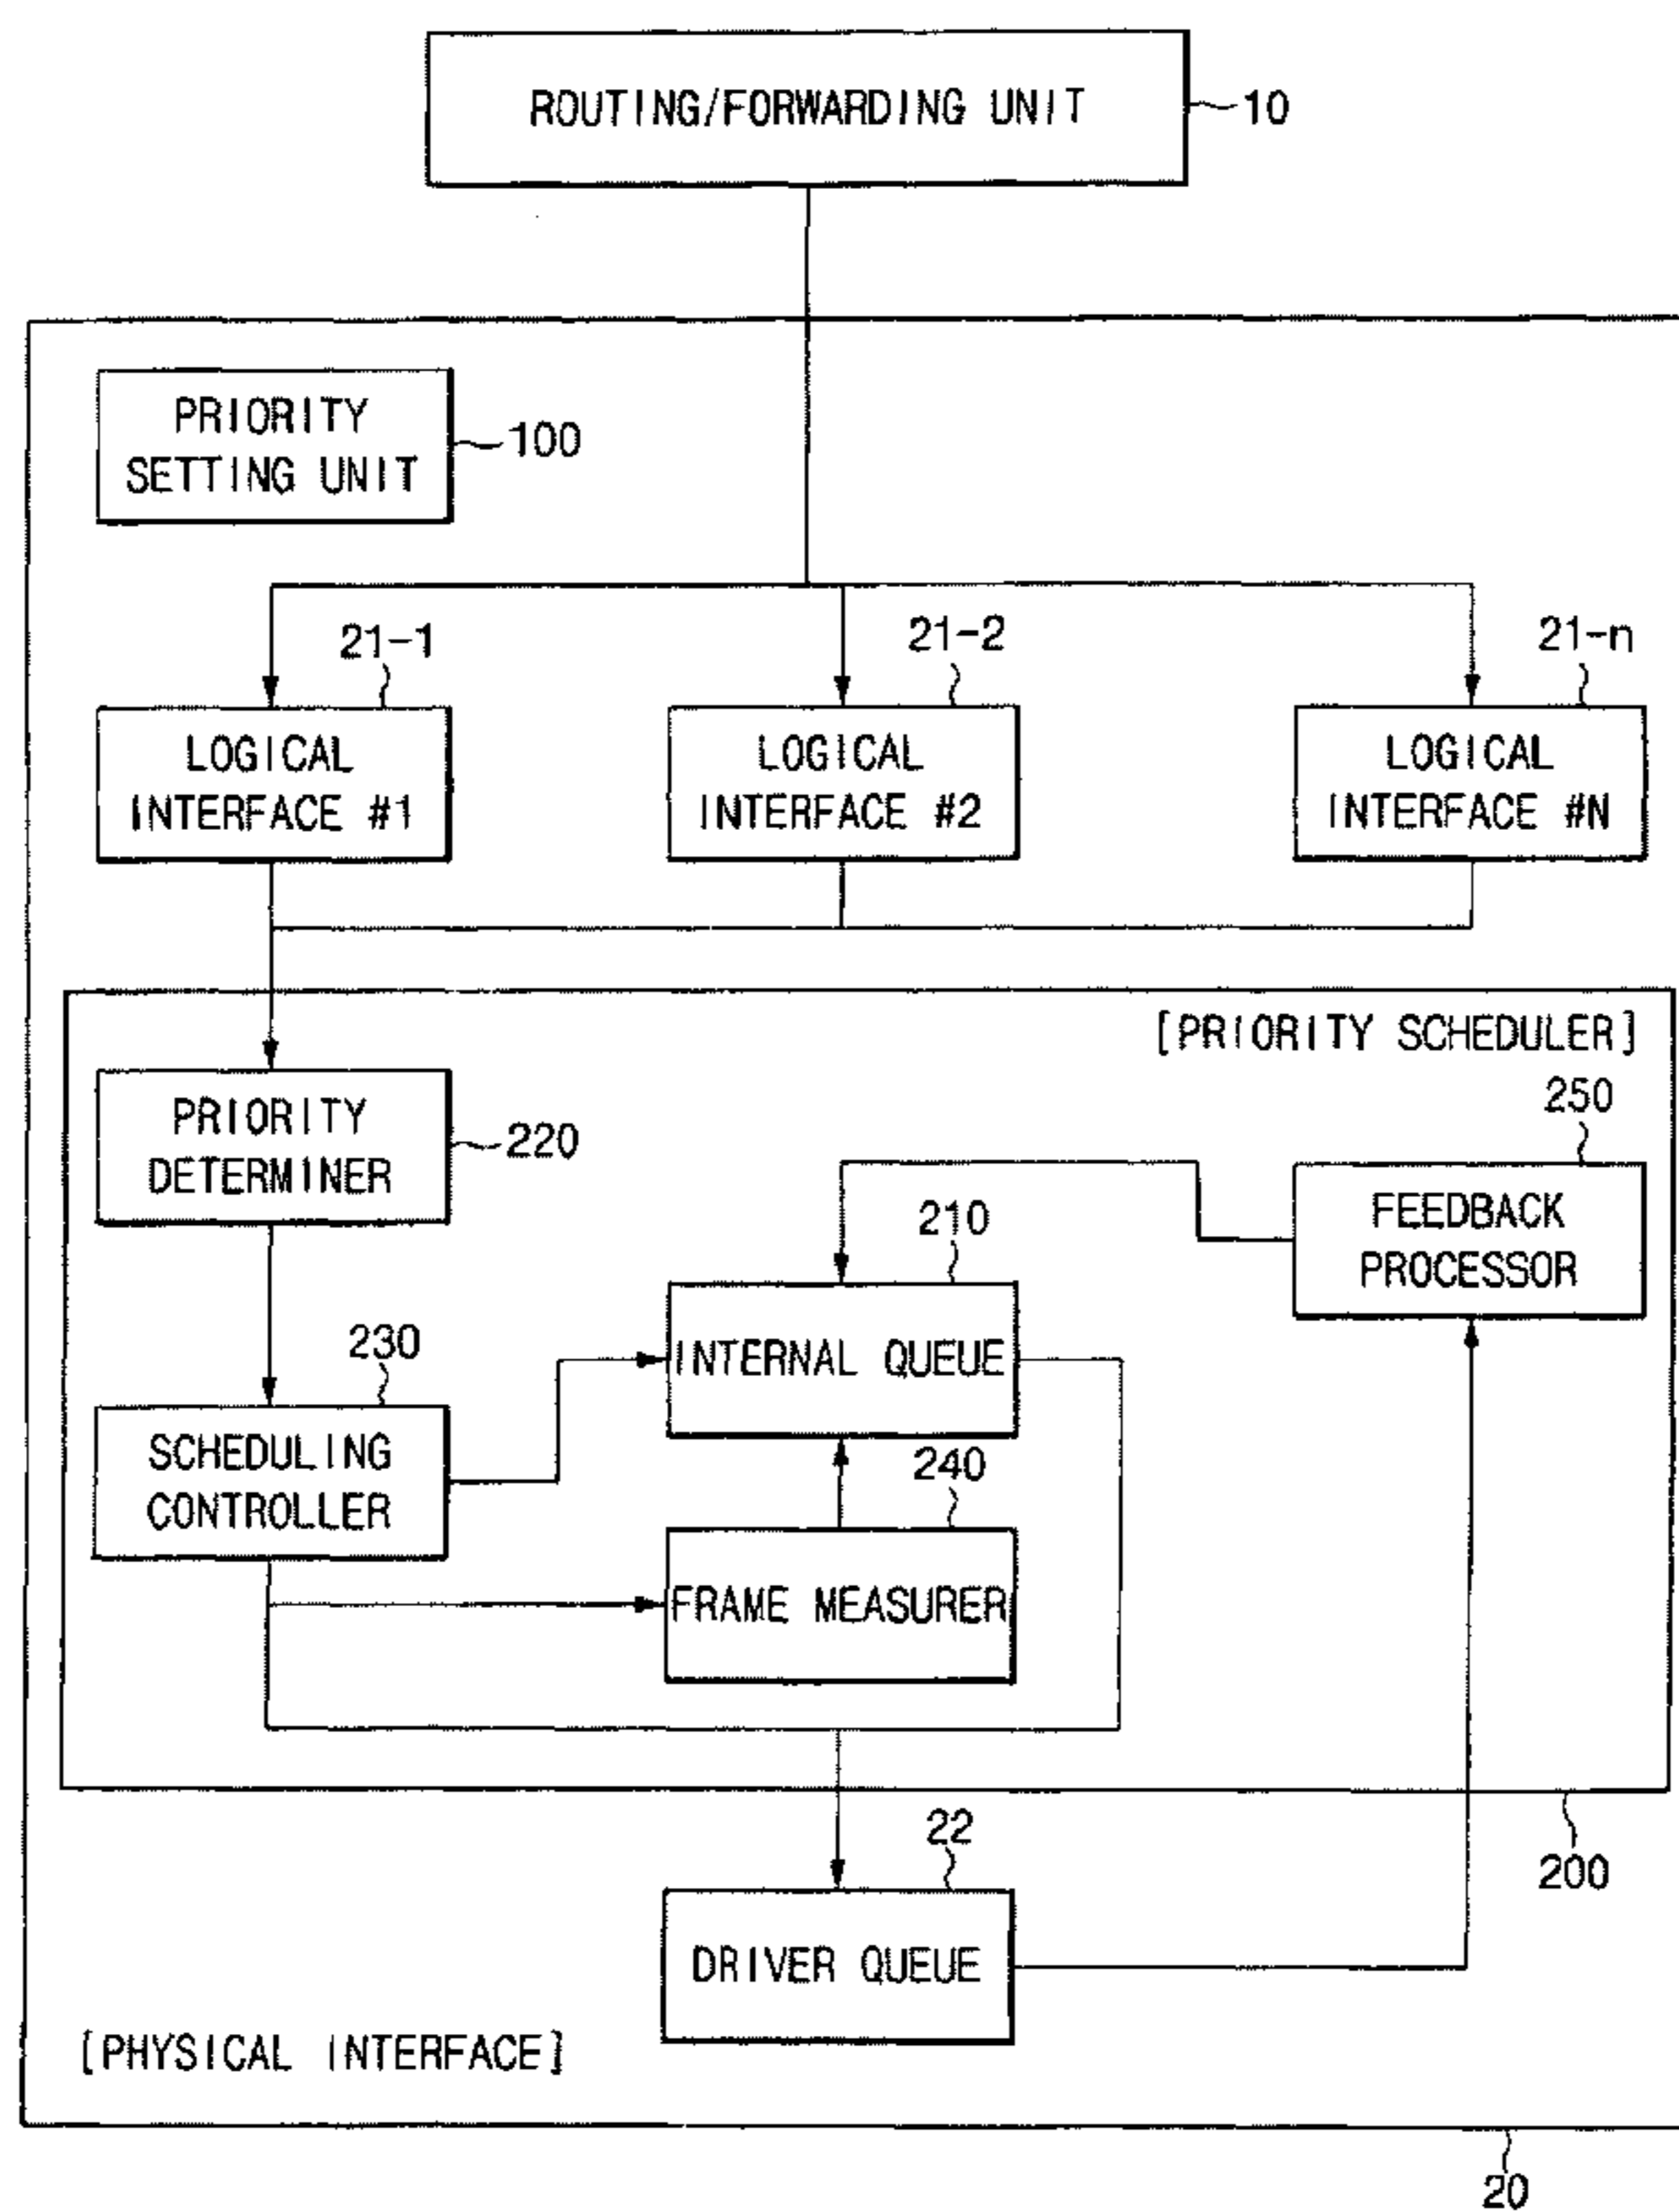 ROUTING/FORWARDING UNIT
10
PRIORITY
SETTING UNIT
100
21-1
21-2
21-n
LOGICAL
INTERFACE #1
LOGICAL
INTERFACE #2
LOGICAL
INTERFACE #N
[PRIORITY SCHEDULER]
PRIORITY
DETERMINER
220
250
FEEDBACK
PROCESSOR
210
INTERNAL QUEUE
230
SCHEDULING
CONTROLLER
240
FRAME MEASURER
200
22
DRIVER QUEUE
[PHYSICAL INTERFACE]
20